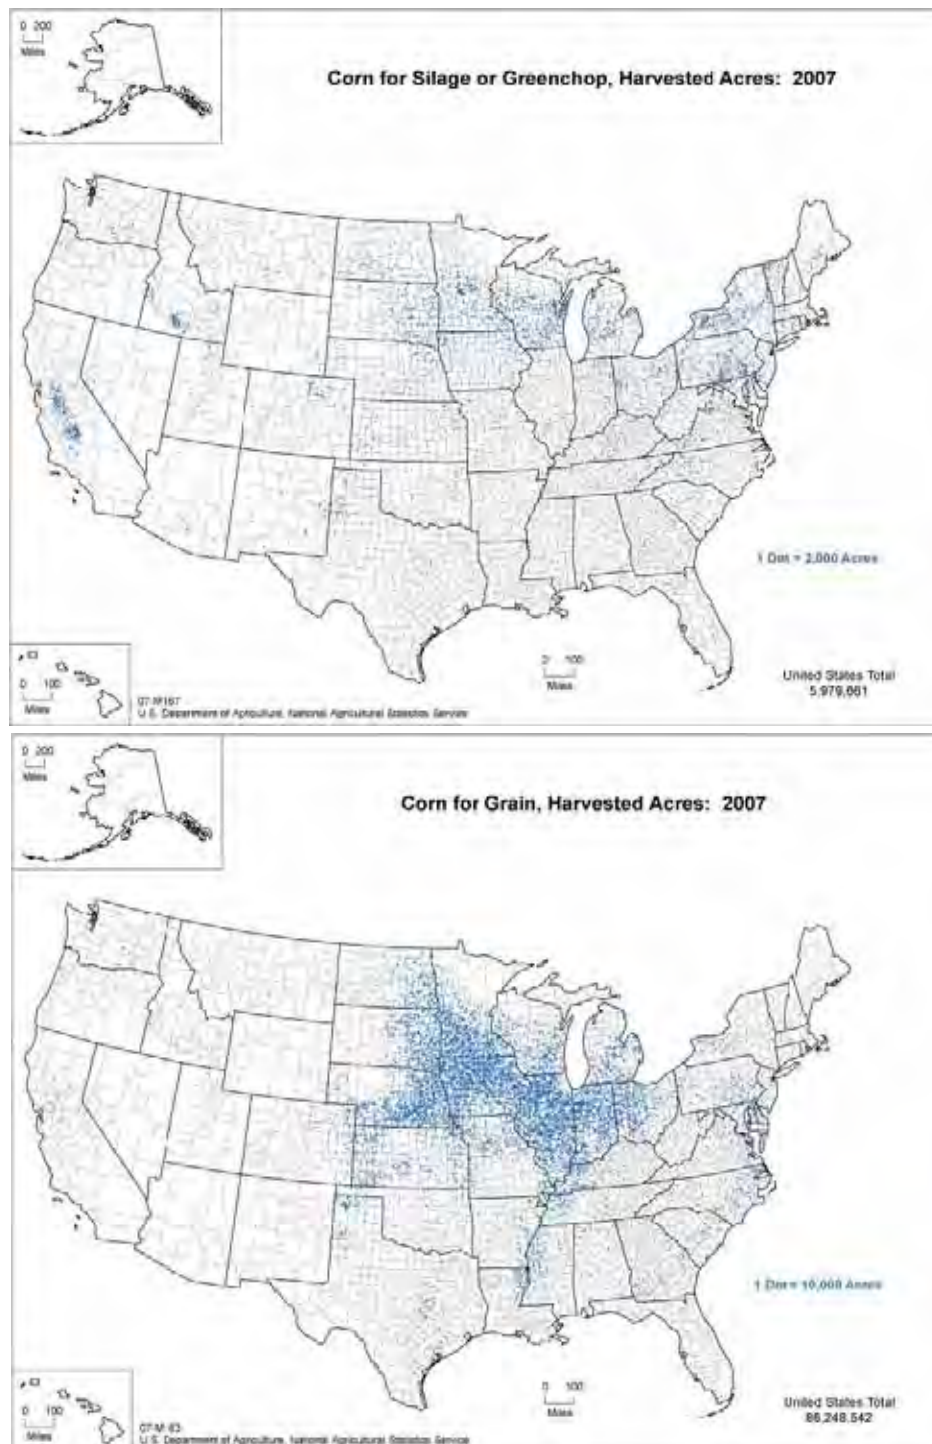 0 200
Miles
Corn for Silage or Greenchop, Harvested Acres: 2007
1 Dot = 2,000 Acres
0 100
Miles
0 100
Miles
United States Total
5,979,661
07-M167
U.S. Department of Agriculture, National Agricultural Statistics Service
0 200
Miles
Corn for Grain, Harvested Acres: 2007
1 Dot = 10,000 Acres
0 100
Miles
0 100
Miles
United States Total
86,248,542
U.S. Department of Agriculture, National Agricultural Statistics Service